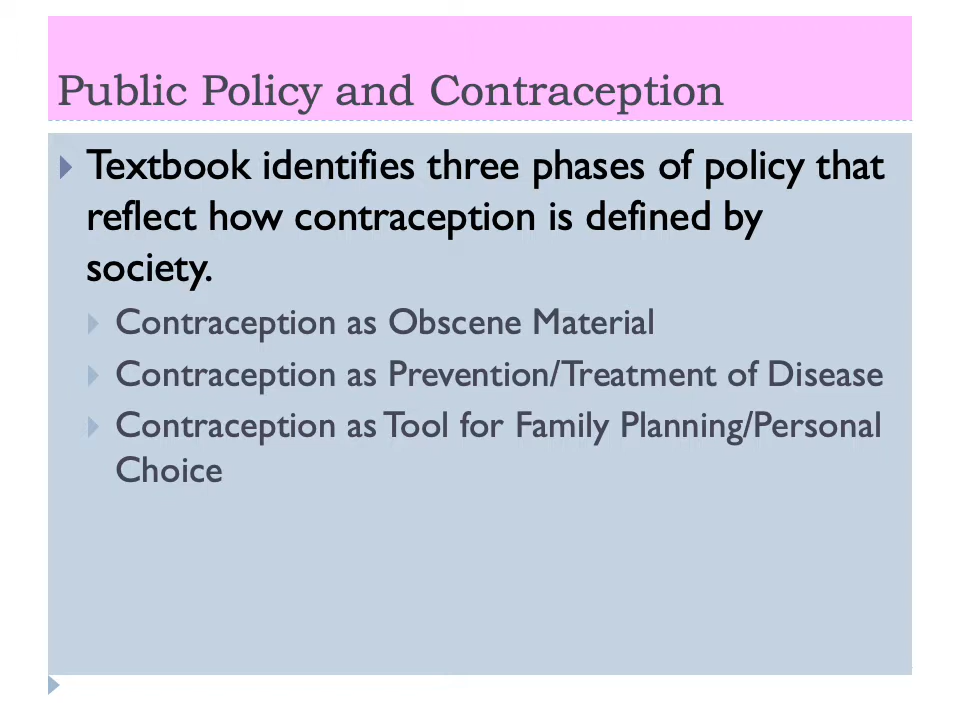 Public Policy and Contraception
Textbook identifies three phases of policy that
reflect how contraception is defined by
society.
Contraception as Obscene Material
Contraception as Prevention/Treatment of Disease
Contraception as Tool for Family Planning/Personal
Choice